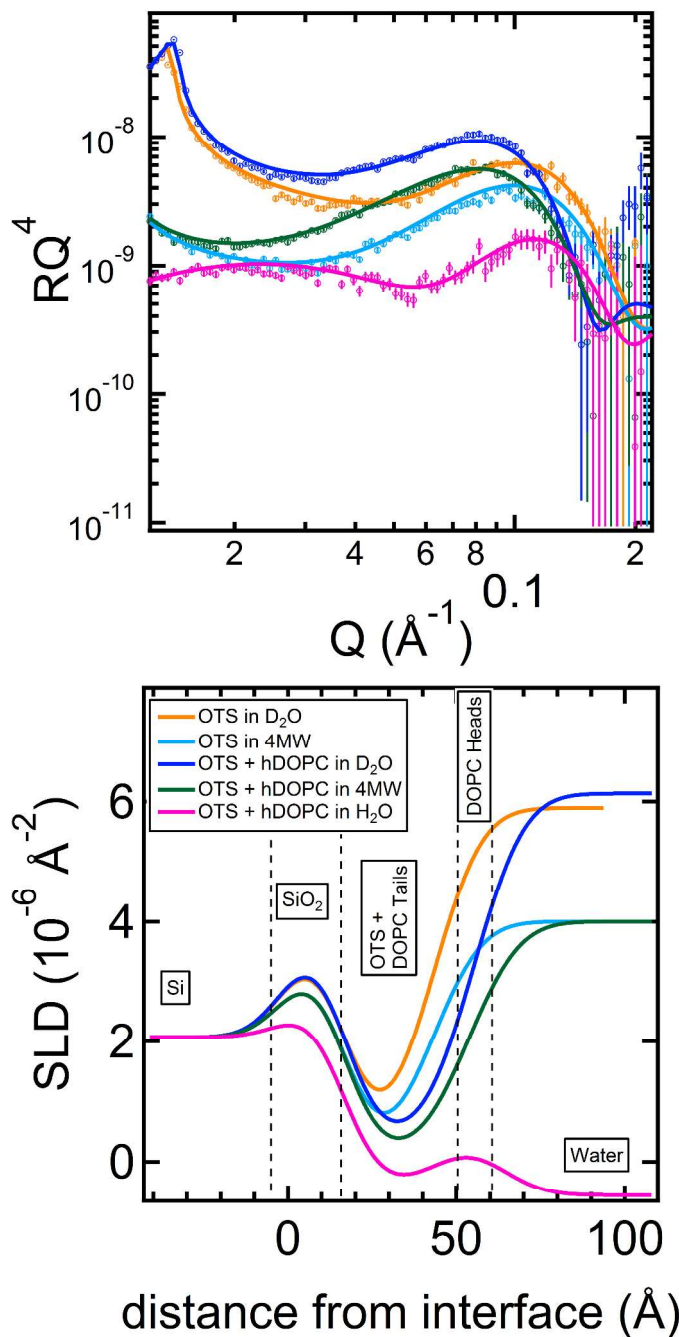 RQ⁴
10⁻⁸
10⁻⁹
10⁻¹⁰
10⁻¹¹
2 4 6 8 2
0.1
Q (Å⁻¹)
OTS in D₂O
OTS in 4MW
OTS + hDOPC in D₂O
OTS + hDOPC in 4MW
OTS + hDOPC in H₂O
DOPC Heads
SiO₂
OTS +
DOPC Tails
Si
Water
SLD (10⁻⁶ Å⁻²)
6
4
2
0
0 50 100
distance from interface (Å)